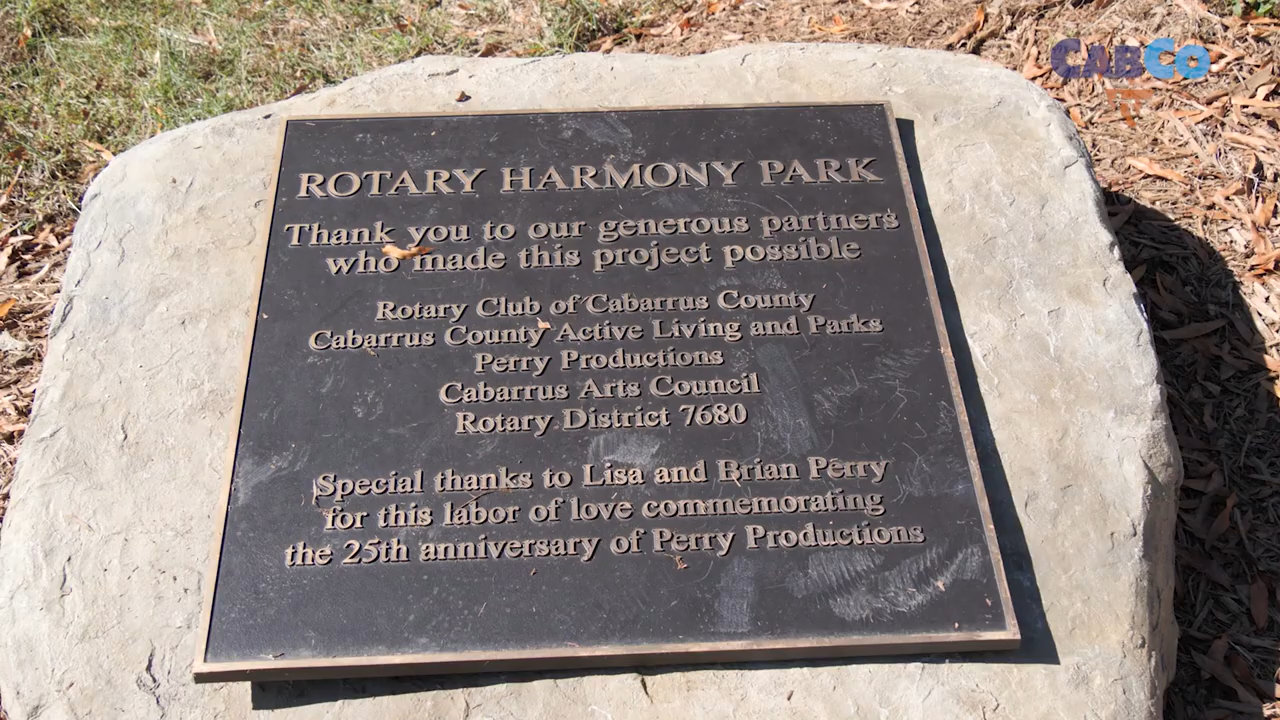 CABCO
TV
ROTARY HARMONY PARK
Thank you to our generous partners
who made this project possible
Rotary Club of Cabarrus County
Cabarrus County Active Living and Parks
Perry Productions
Cabarrus Arts Council
Rotary District 7680
Special thanks to Lisa and Brian Perry
for this labor of love commemorating
the 25th anniversary of Perry Productions